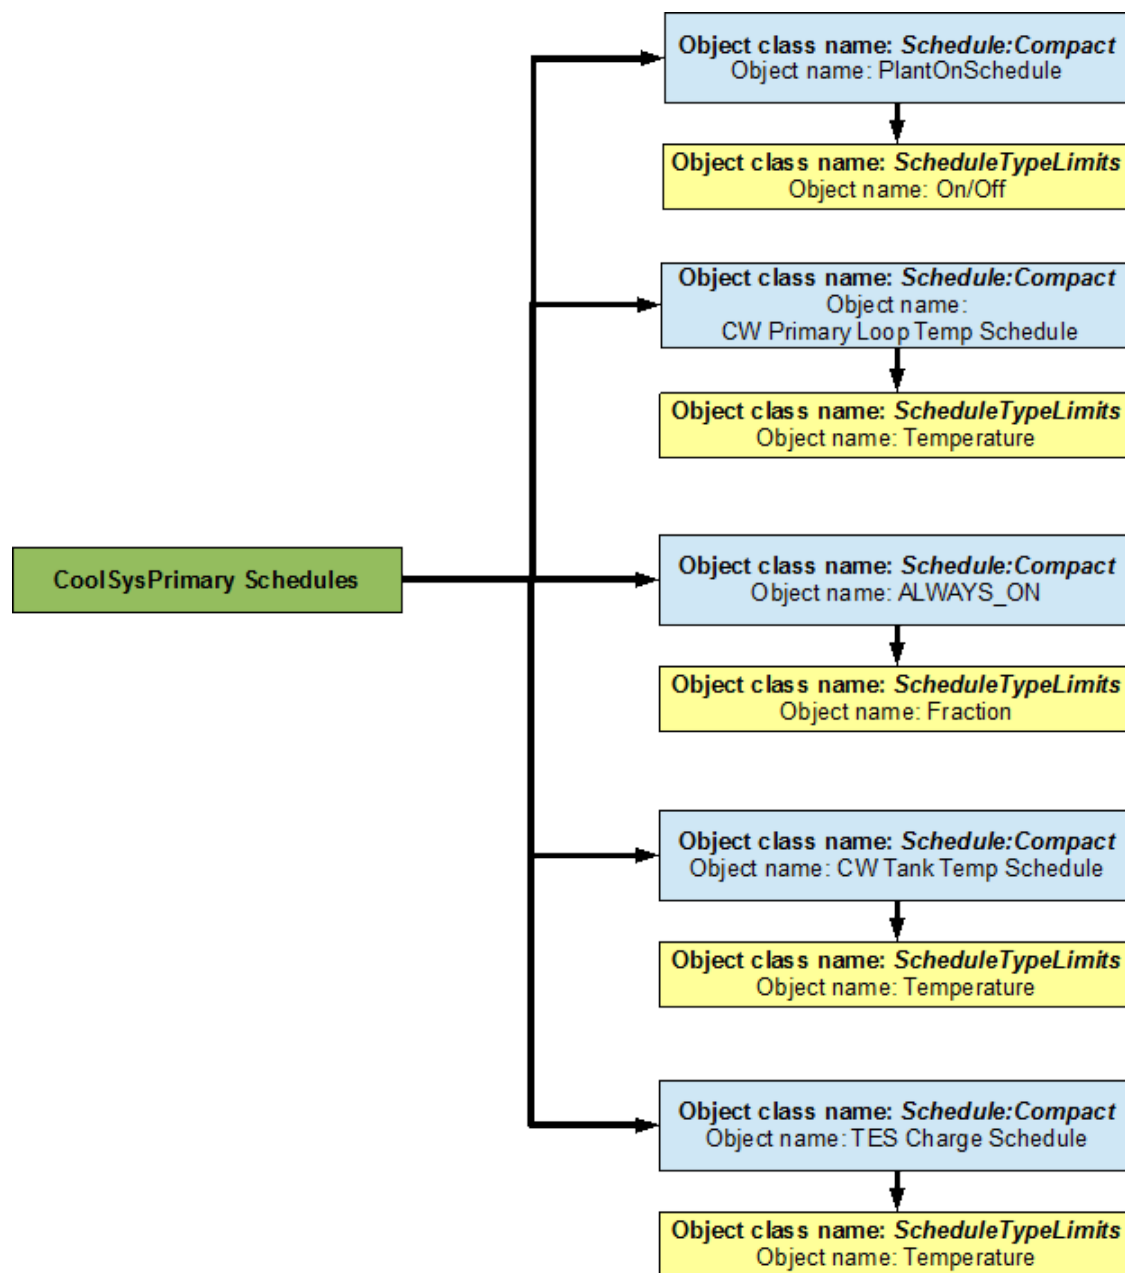 Object class name: Schedule:Compact
Object name: PlantOnSchedule
Object class name: ScheduleTypeLimits
Object name: On/Off
Object class name: Schedule:Compact
Object name:
CW Primary Loop Temp Schedule
Object class name: ScheduleTypeLimits
Object name: Temperature
CoolSysPrimary Schedules
Object class name: Schedule:Compact
Object name: ALWAYS_ON
Object class name: ScheduleTypeLimits
Object name: Fraction
Object class name: Schedule:Compact
Object name: CW Tank Temp Schedule
Object class name: ScheduleTypeLimits
Object name: Temperature
Object class name: Schedule:Compact
Object name: TES Charge Schedule
Object class name: ScheduleTypeLimits
Object name: Temperature